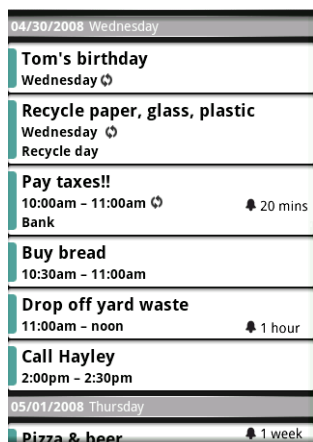 04/30/2008 Wednesday
Tom's birthday
Wednesday
Recycle paper, glass, plastic
Wednesday
Recycle day
Pay taxes!!
10:00am – 11:00am
20 mins
Bank
Buy bread
10:30am – 11:00am
Drop off yard waste
11:00am – noon
1 hour
Call Hayley
2:00pm – 2:30pm
05/01/2008 Thursday
Pizza & beer
1 week